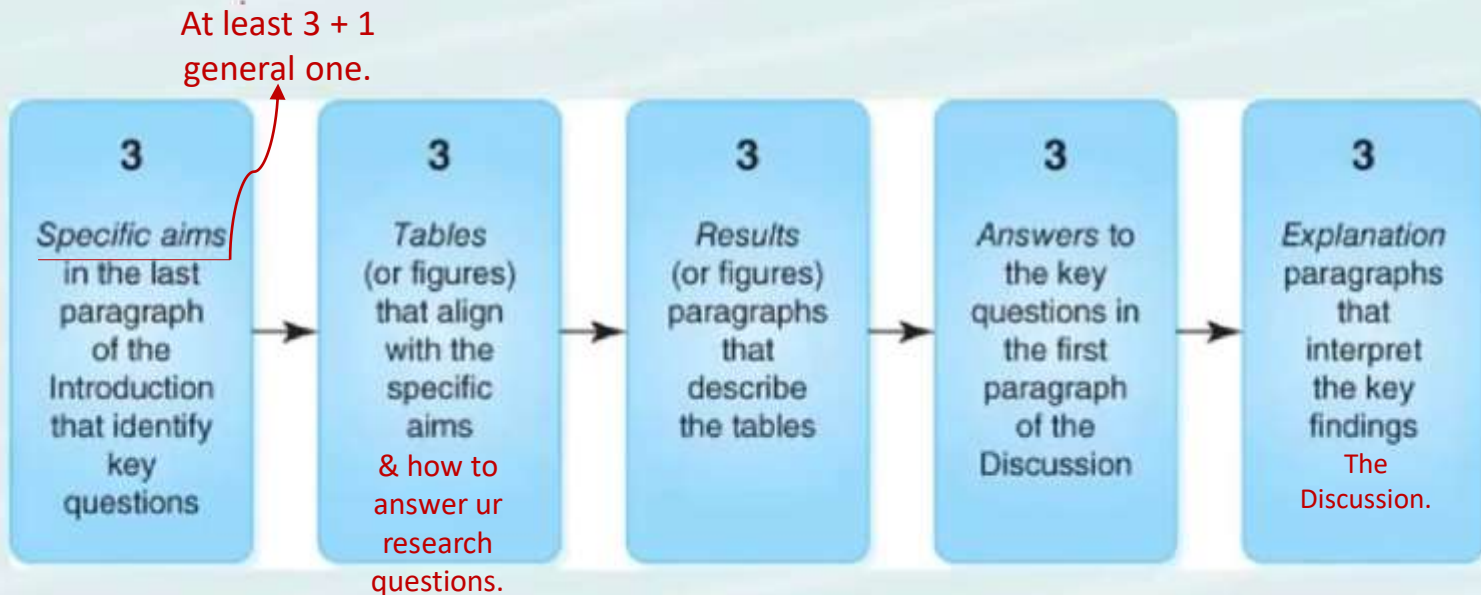 At least 3 + 1
general one.
3
Specific aims
in the last
paragraph
of the
Introduction
that identify
key
questions
3
Tables
(or figures)
that align
with the
specific
aims
& how to
answer ur
research
questions.
3
Results
(or figures)
paragraphs
that
describe
the tables
3
Answers to
the key
questions in
the first
paragraph
of the
Discussion
3
Explanation
paragraphs
that
interpret
the key
findings
The
Discussion.